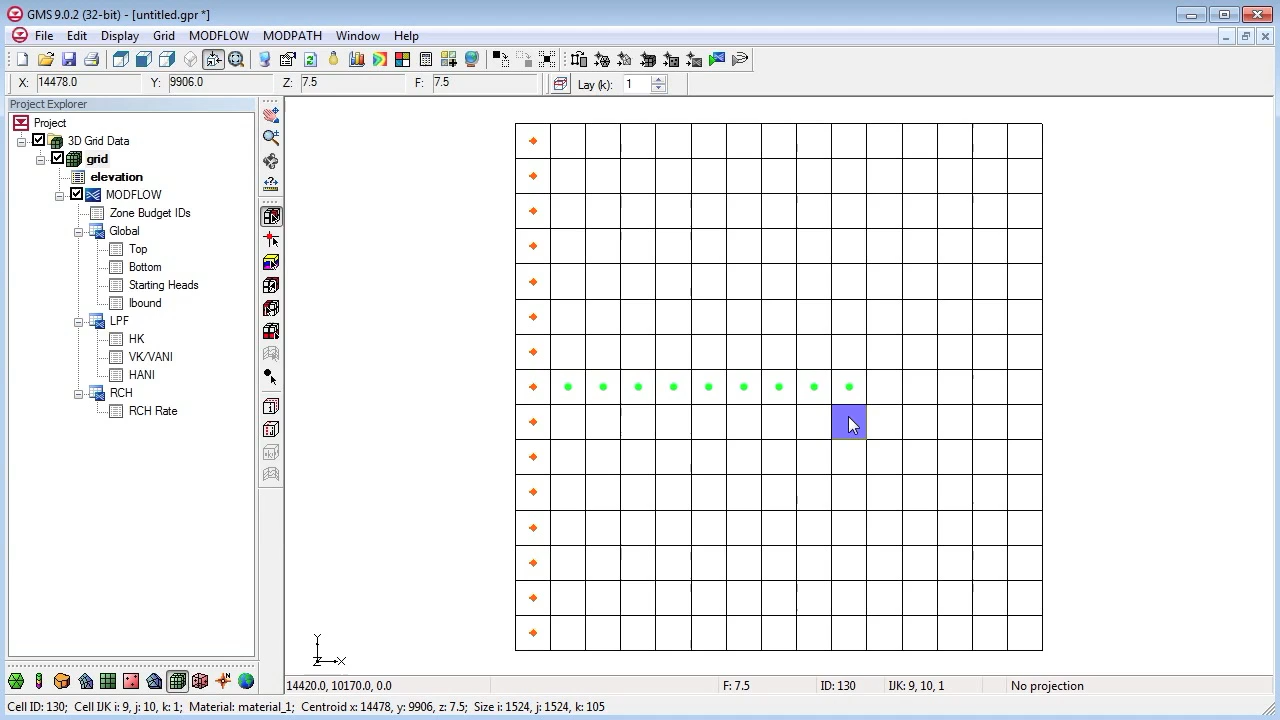 GMS 9.0.2 (32-bit) - [untitled.gpr *]
File Edit Display Grid MODFLOW MODPATH Window Help
X: 14478.0 Y: 9906.0 Z: 7.5 F: 7.5 Lay (k): 1
Project Explorer
Project
3D Grid Data
grid
elevation
MODFLOW
Zone Budget IDs
Global
Top
Bottom
Starting Heads
Ibound
LPF
HK
VK/VANI
HANI
RCH
RCH Rate
Y
Z X
14420.0, 10170.0, 0.0 F: 7.5 ID: 130 IJK: 9, 10, 1 No projection
Cell ID: 130; Cell IJK i: 9, j: 10, k: 1; Material: material_1; Centroid x: 14478, y: 9906, z: 7.5; Size i: 1524, j: 1524, k: 105